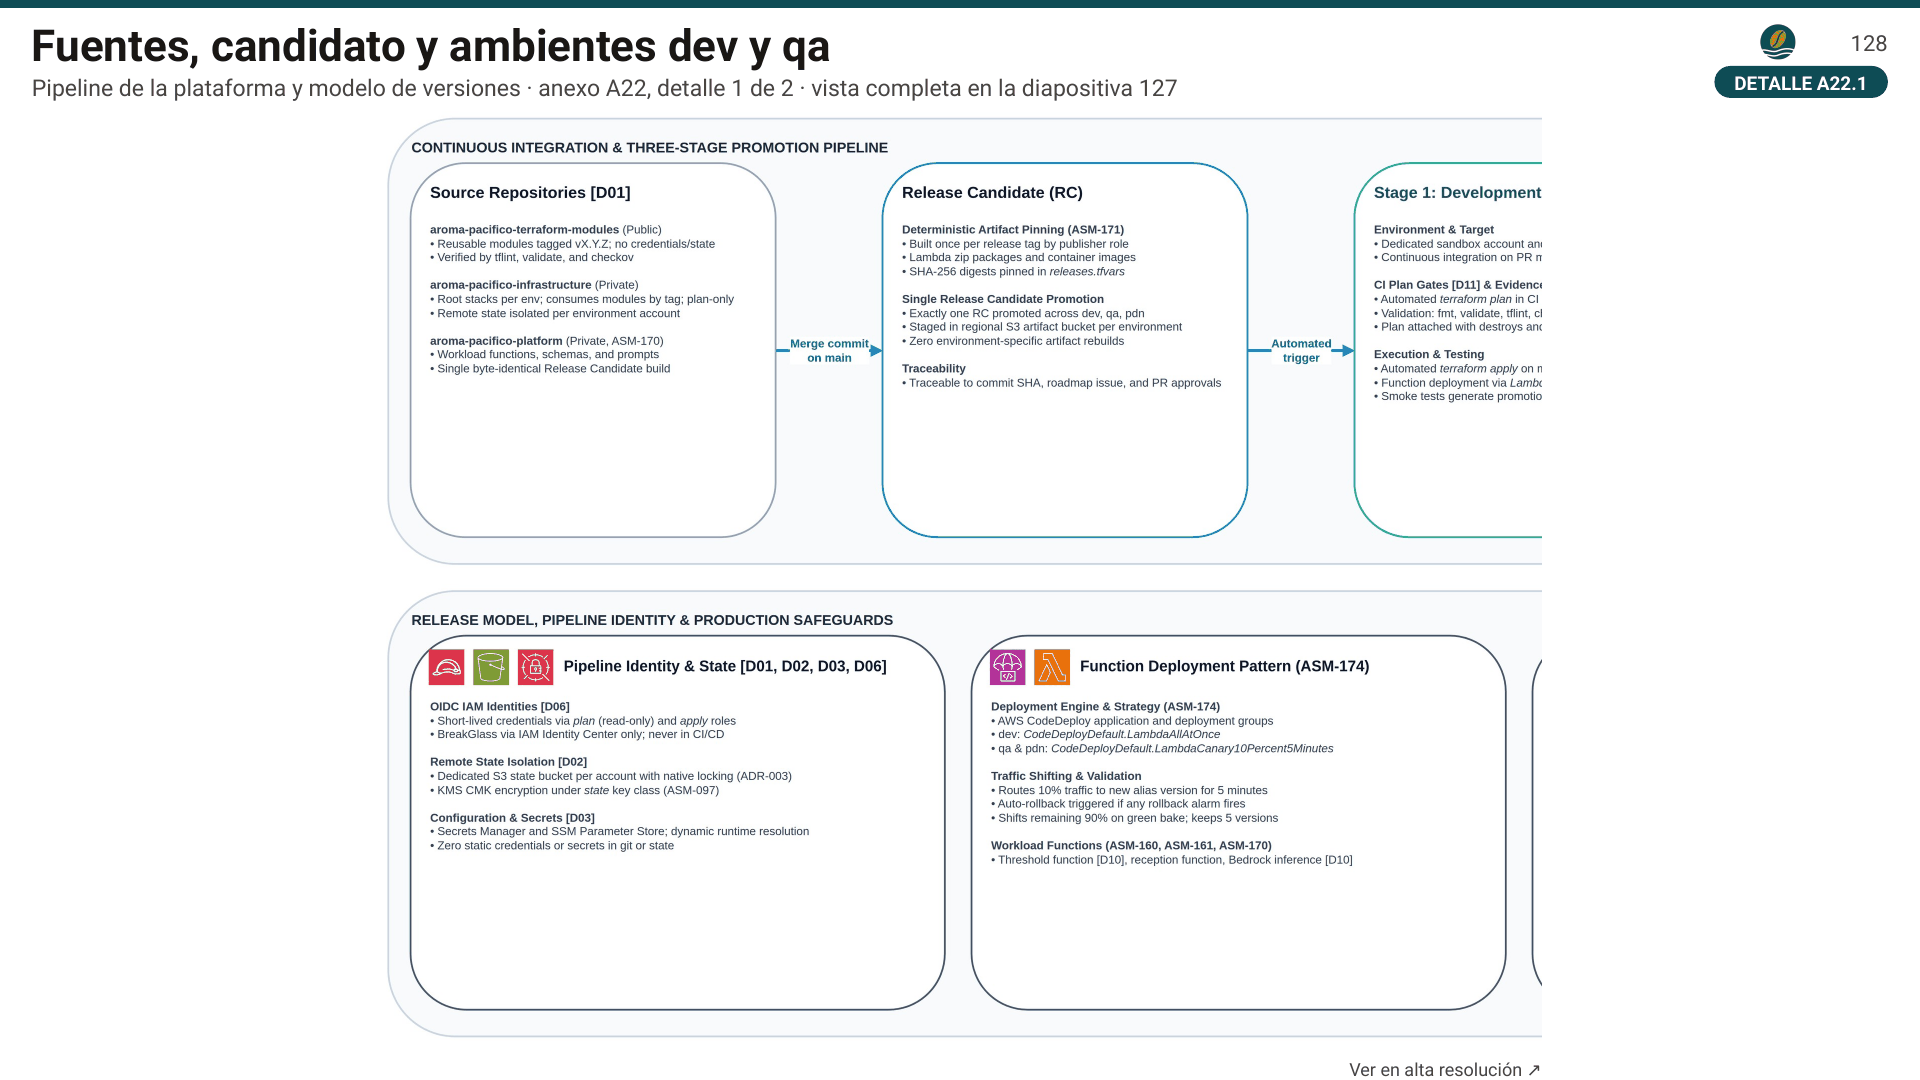 Fuentes, candidato y ambientes dev y qa
Pipeline de la plataforma y modelo de versiones · anexo A22, detalle 1 de 2 · vista completa en la diapositiva 127
128
DETALLE A22.1
CONTINUOUS INTEGRATION & THREE-STAGE PROMOTION PIPELINE
Source Repositories [D01]
aroma-pacifico-terraform-modules (Public)
• Reusable modules tagged vX.Y.Z; no credentials/state
• Verified by tflint, validate, and checkov
aroma-pacifico-infrastructure (Private)
• Root stacks per env; consumes modules by tag; plan-only
• Remote state isolated per environment account
aroma-pacifico-platform (Private, ASM-170)
• Workload functions, schemas, and prompts
• Single byte-identical Release Candidate build
Merge commit
on main
Release Candidate (RC)
Deterministic Artifact Pinning (ASM-171)
• Built once per release tag by publisher role
• Lambda zip packages and container images
• SHA-256 digests pinned in releases.tfvars
Single Release Candidate Promotion
• Exactly one RC promoted across dev, qa, pdn
• Staged in regional S3 artifact bucket per environment
• Zero environment-specific artifact rebuilds
Traceability
• Traceable to commit SHA, roadmap issue, and PR approvals
Automated
trigger
Stage 1: Development
Environment & Target
• Dedicated sandbox account and
• Continuous integration on PR
CI Plan Gates [D11] & Evidence
• Automated terraform plan in CI
• Validation: fmt, validate, tflint,
• Plan attached with destroys and
Execution & Testing
• Automated terraform apply on
• Function deployment via
• Smoke tests generate
RELEASE MODEL, PIPELINE IDENTITY & PRODUCTION SAFEGUARDS
Pipeline Identity & State [D01, D02, D03, D06]
OIDC IAM Identities [D06]
• Short-lived credentials via plan (read-only) and apply roles
• BreakGlass via IAM Identity Center only; never in CI/CD
Remote State Isolation [D02]
• Dedicated S3 state bucket per account with native locking (ADR-003)
• KMS CMK encryption under state key class (ASM-097)
Configuration & Secrets [D03]
• Secrets Manager and SSM Parameter Store; dynamic runtime resolution
• Zero static credentials or secrets in git or state
Function Deployment Pattern (ASM-174)
Deployment Engine & Strategy (ASM-174)
• AWS CodeDeploy application and deployment groups
• dev: CodeDeployDefault.LambdaAllAtOnce
• qa & pdn: CodeDeployDefault.LambdaCanary10Percent5Minutes
Traffic Shifting & Validation
• Routes 10% traffic to new alias version for 5 minutes
• Auto-rollback triggered if any rollback alarm fires
• Shifts remaining 90% on green bake; keeps 5 versions
Workload Functions (ASM-160, ASM-161, ASM-170)
• Threshold function [D10], reception function, Bedrock inference [D10]
Ver en alta resolución ↗